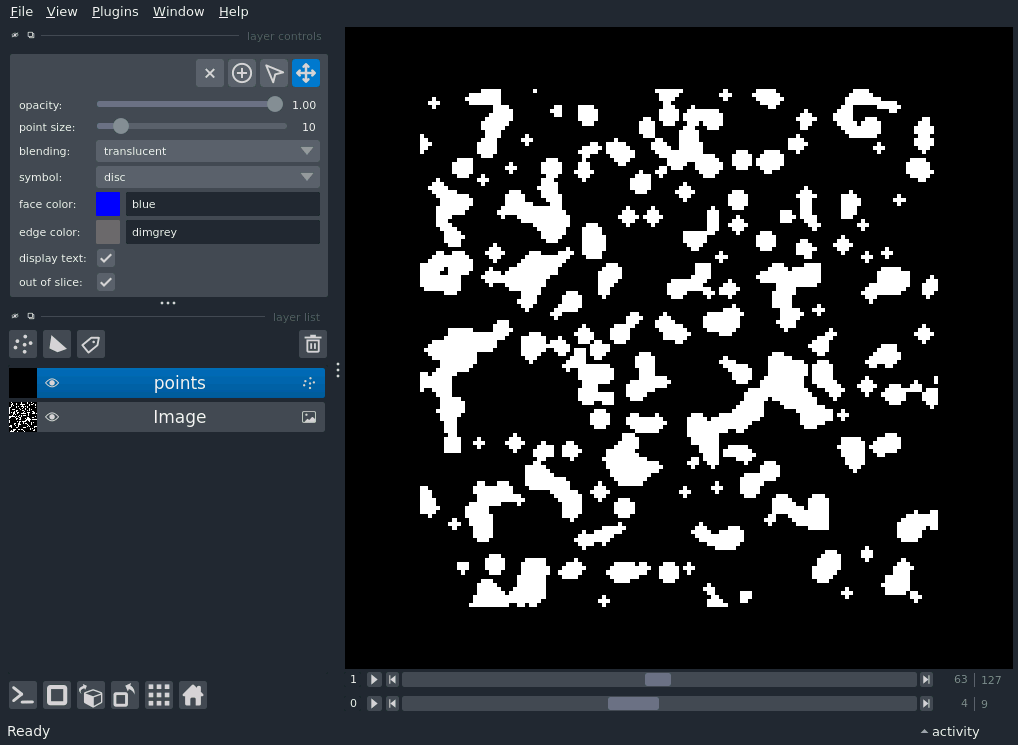 File View Plugins Window Help
layer controls
opacity: 1.00
point size: 10
blending: translucent
symbol: disc
face color: blue
edge color: dimgrey
display text:
out of slice:
layer list
points
Image
1 63 127
0 4 9
Ready activity